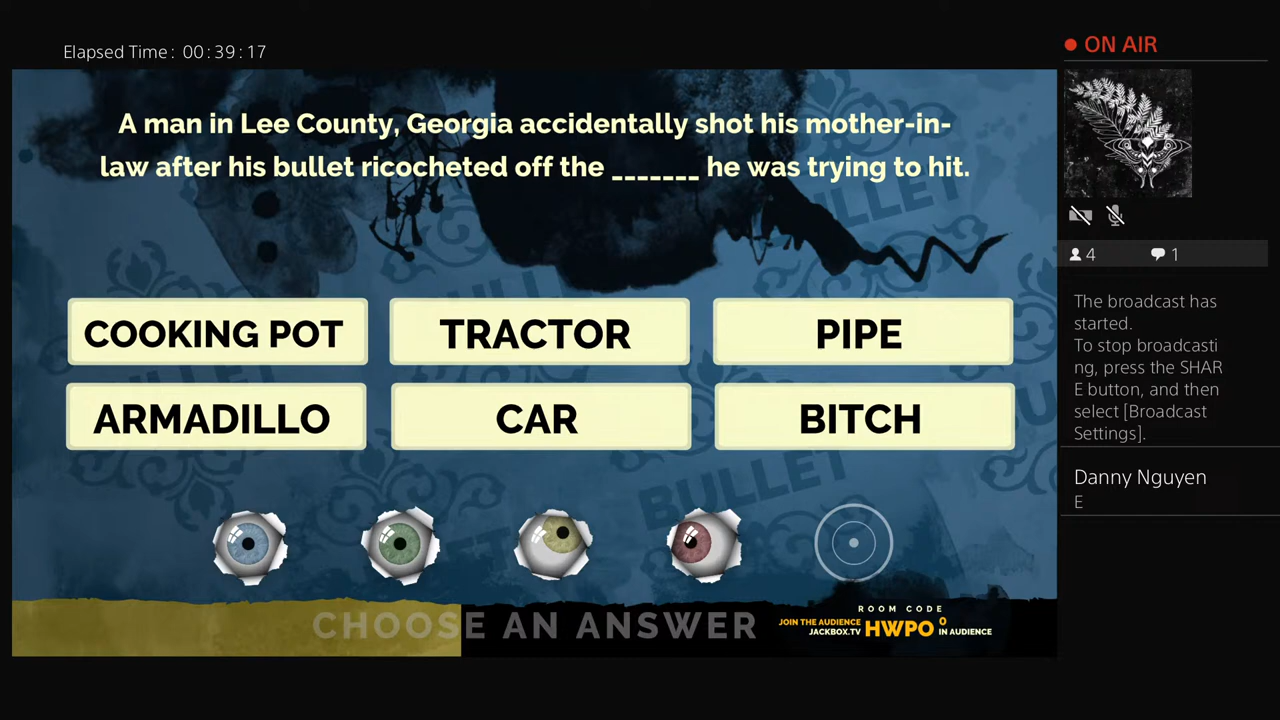 Elapsed Time: 00:39:17
ON AIR
A man in Lee County, Georgia accidentally shot his mother-in-
law after his bullet ricocheted off the _______ he was trying to hit.
4
1
The broadcast has
started.
To stop broadcasti
ng, press the SHAR
E button, and then
select [Broadcast
Settings].
COOKING POT
TRACTOR
PIPE
ARMADILLO
CAR
BITCH
Danny Nguyen
E
BULLET
CHOOSE AN ANSWER
ROOM CODE
JOIN THE AUDIENCE
JACKBOX.TV
HWPO
0
IN AUDIENCE